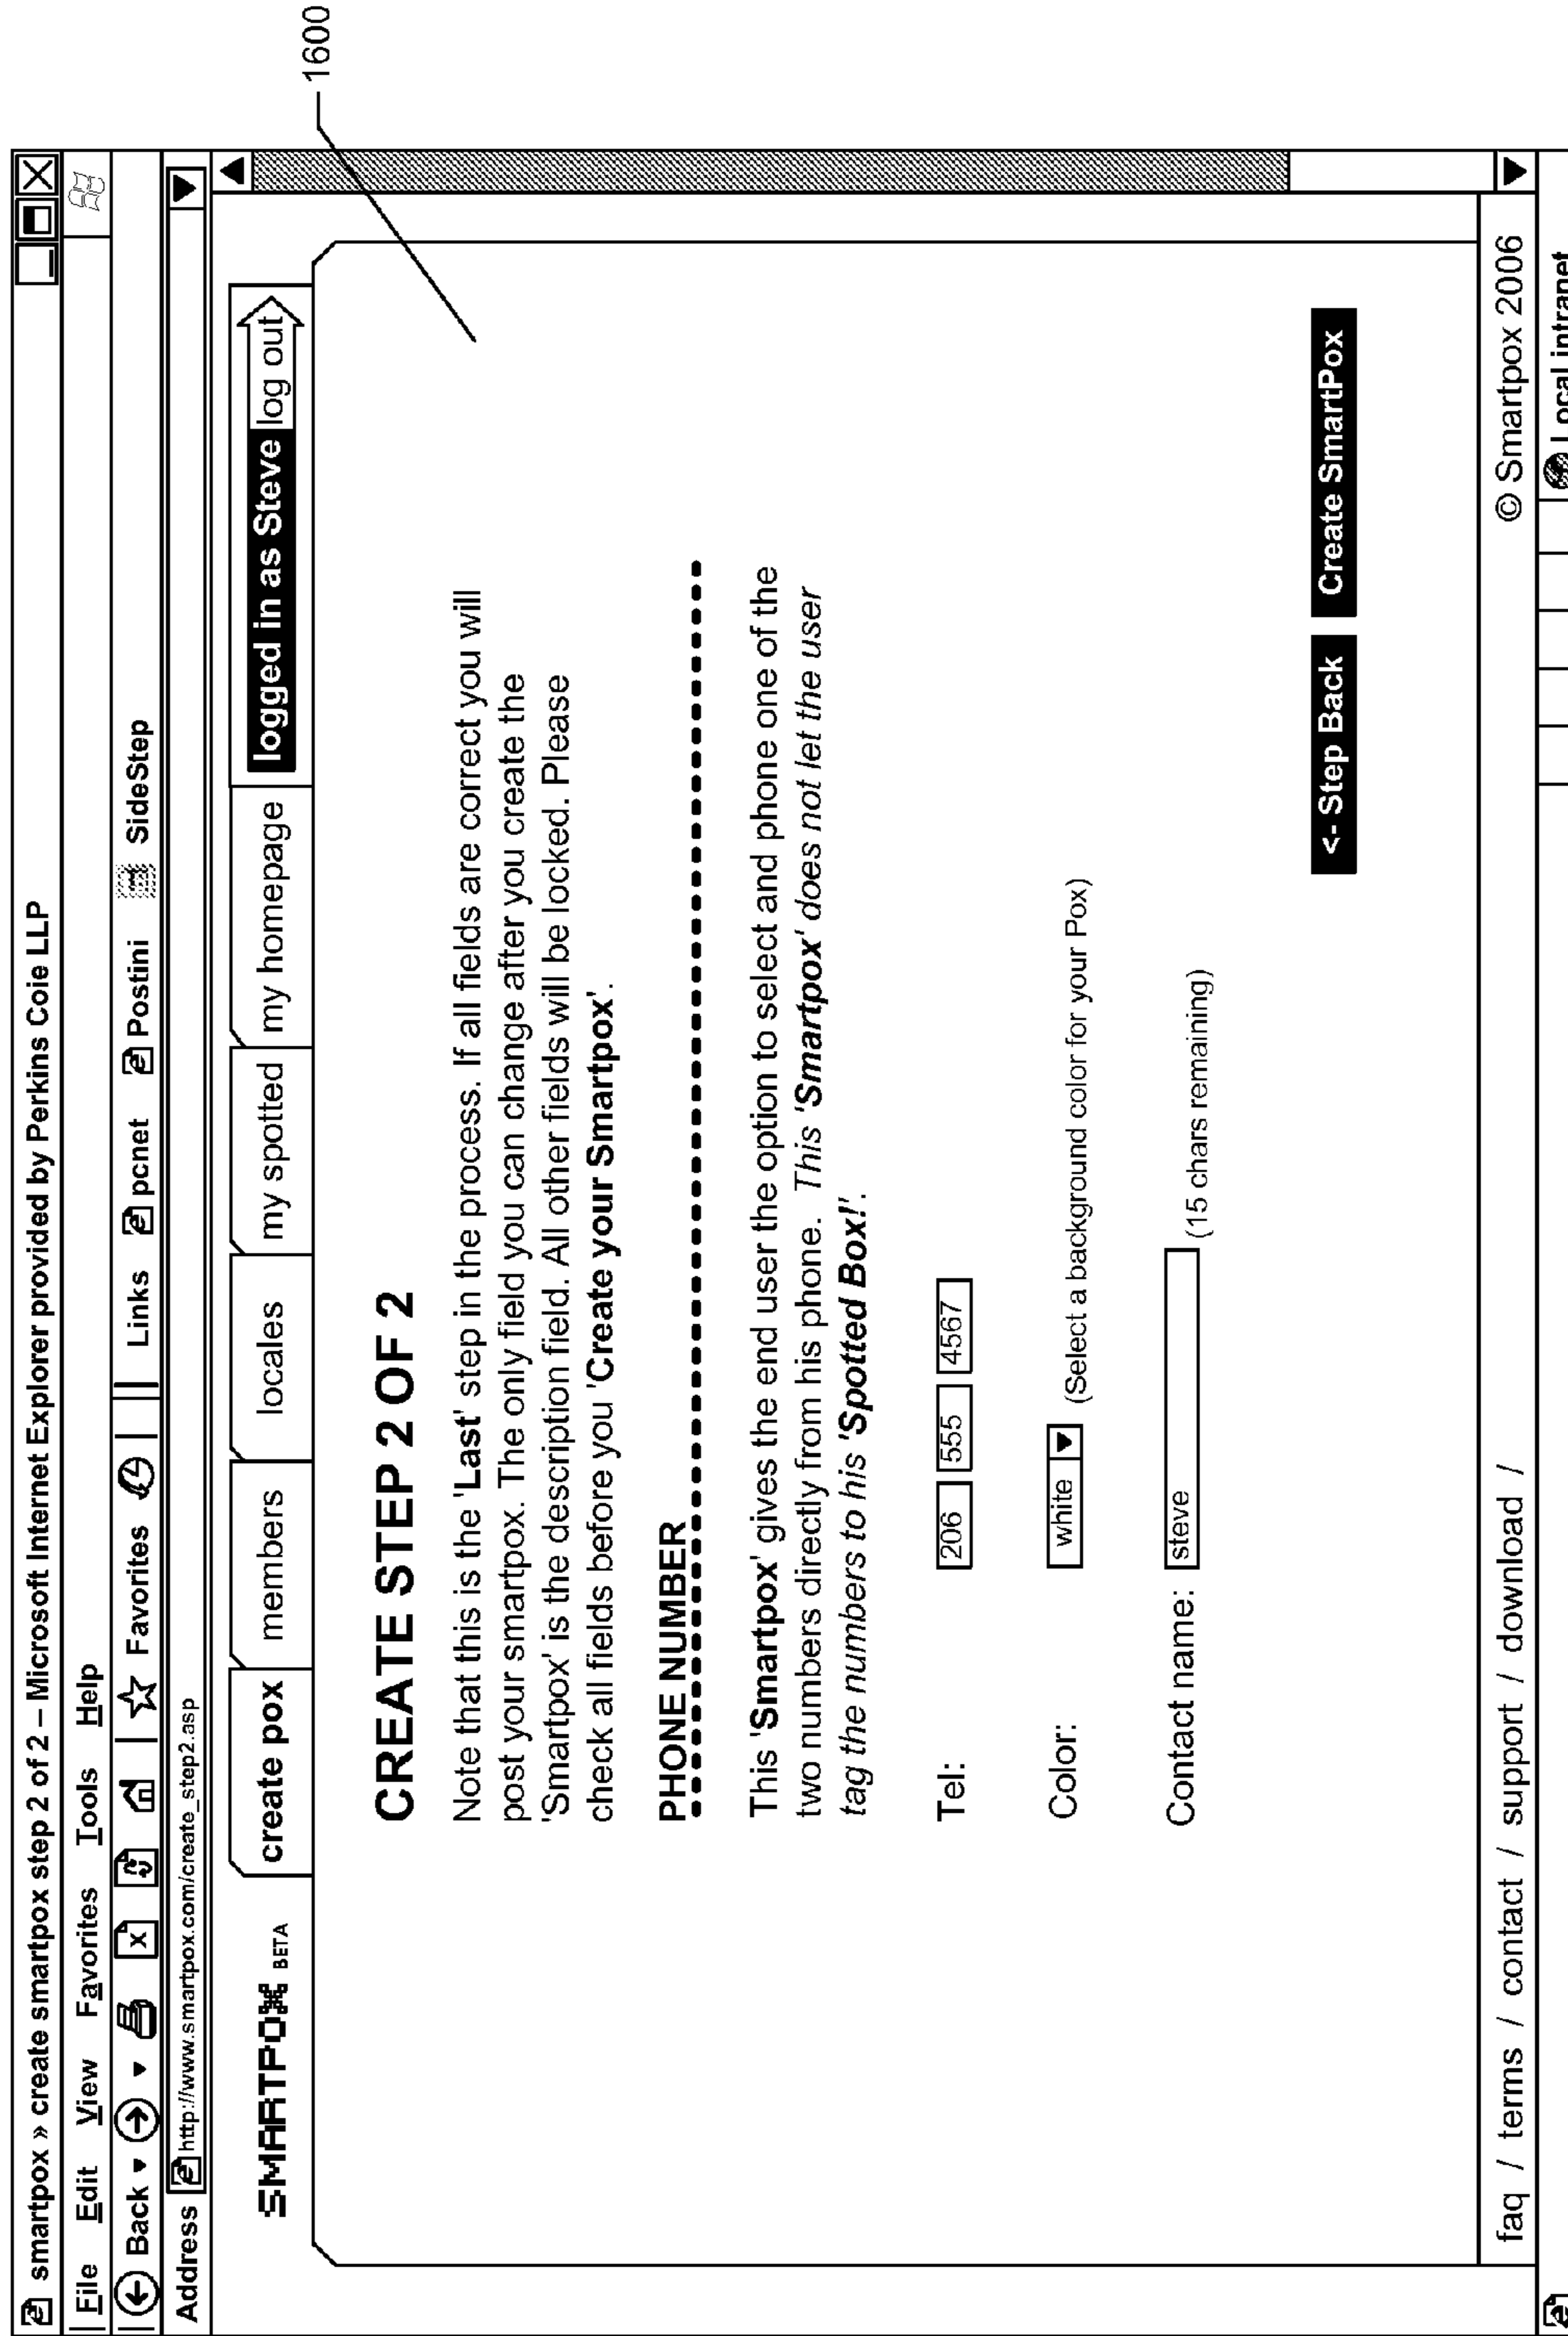 smartpox » create smartpox step 2 of 2 – Microsoft Internet Explorer provided by Perkins Coie LLP
File Edit View Favorites Tools Help
Back Favorites Links pcnet Postini SideStep
Address http://www.smartpox.com/create_step2.asp
SMARTPOX BETA
create pox members locales my spotted my homepage logged in as Steve log out
1600
CREATE STEP 2 OF 2
Note that this is the 'Last' step in the process. If all fields are correct you will
post your smartpox. The only field you can change after you create the
'Smartpox' is the description field. All other fields will be locked. Please
check all fields before you 'Create your Smartpox'.
PHONE NUMBER
This 'Smartpox' gives the end user the option to select and phone one of the
two numbers directly from his phone. This 'Smartpox' does not let the user
tag the numbers to his 'Spotted Box!'.
Tel: 206 555 4567
Color: white (Select a background color for your Pox)
Contact name: steve (15 chars remaining)
<- Step Back Create SmartPox
faq / terms / contact / support / download / © Smartpox 2006
Local intranet